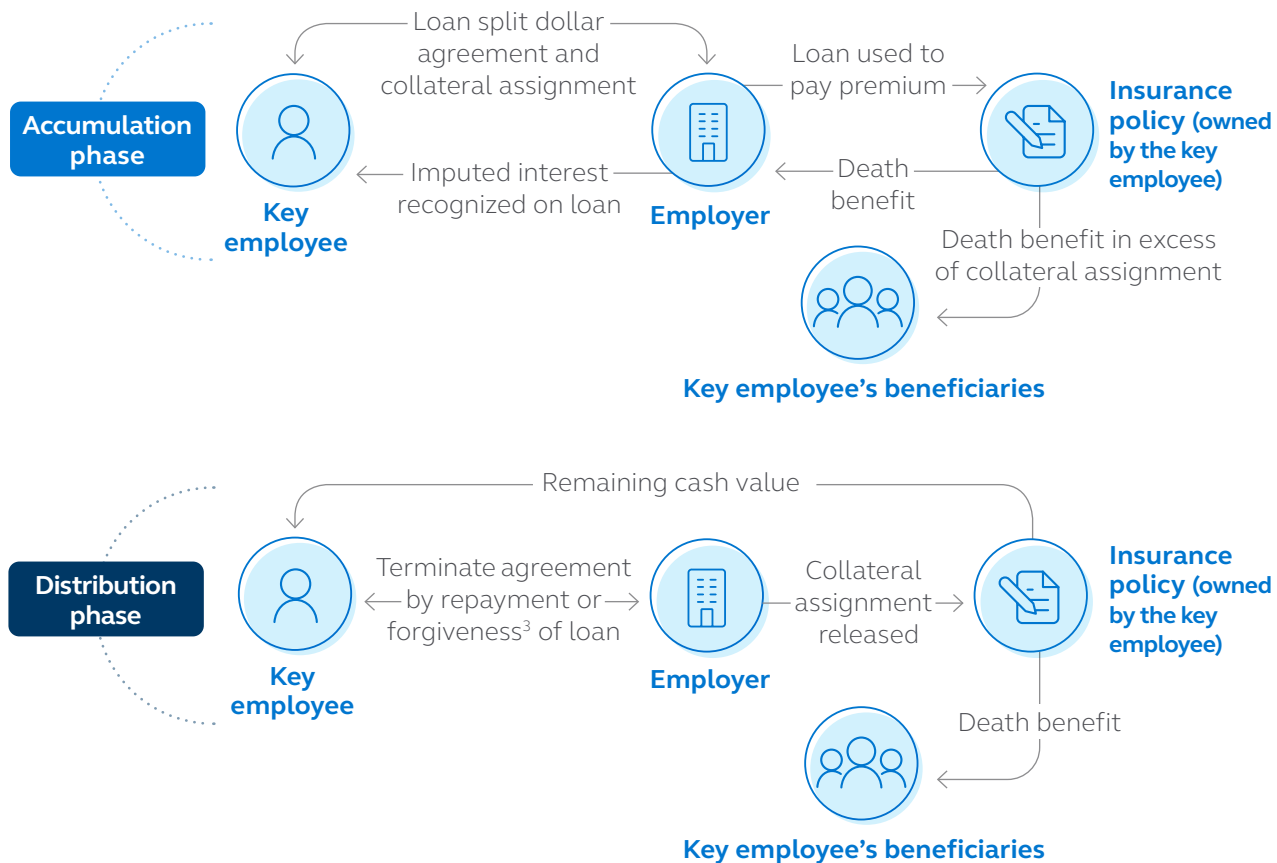 Accumulation
phase
Loan split dollar
agreement and
collateral assignment
Loan used to
pay premium
Imputed interest
recognized on loan
Death
benefit
Key
employee
Employer
Insurance
policy (owned
by the key
employee)
Death benefit in excess
of collateral assignment
Key employee’s beneficiaries
Distribution
phase
Remaining cash value
Terminate agreement
by repayment or
forgiveness³ of loan
Collateral
assignment
released
Key
employee
Employer
Insurance
policy (owned
by the key
employee)
Death benefit
Key employee’s beneficiaries